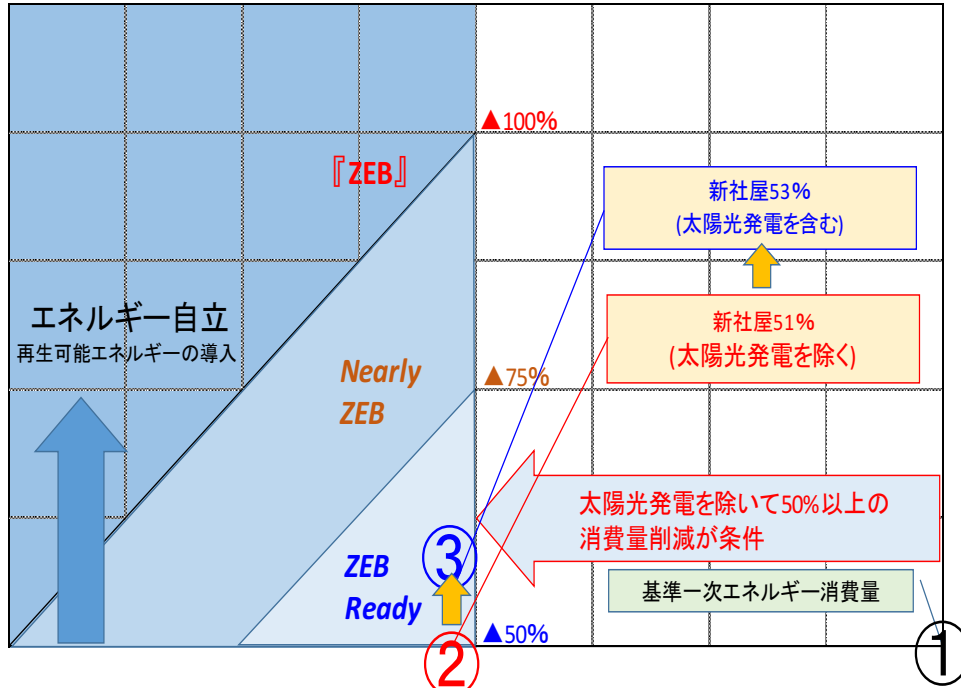 ▲100%
『ZEB』
新社屋53%
(太陽光発電を含む)
エネルギー自立
再生可能エネルギーの導入
新社屋51%
(太陽光発電を除く)
Nearly
ZEB
▲75%
太陽光発電を除いて50%以上の
消費量削減が条件
ZEB
Ready
③
基準一次エネルギー消費量
▲50%
②
①